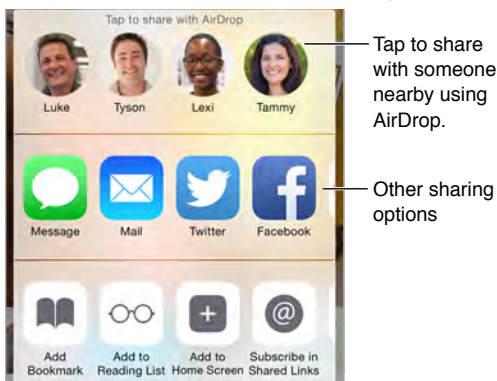 Tap to share with AirDrop
Luke Tyson Lexi Tammy
Tap to share
with someone
nearby using
AirDrop.
Message Mail Twitter Facebook
Other sharing
options
Add Add to Add to Subscribe in
Bookmark Reading List Home Screen Shared Links